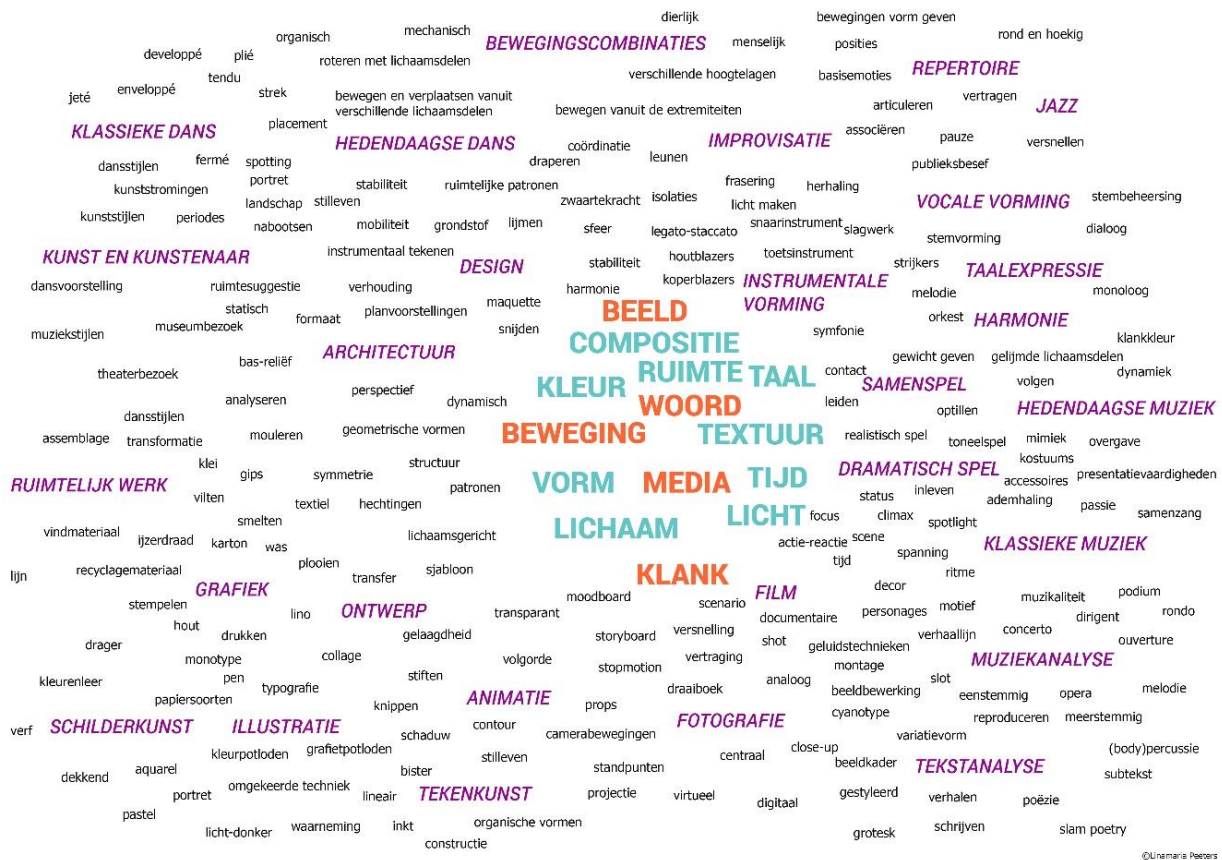 dierlijk
bewegingen vorm geven
organisch
mechanisch
BEWEGINGSCOMBINATIES
menselijk
posities
rond en hoekig
developpé
plié
roteren met lichaamsdelen
tendu
verschillende hoogtelagen
basisemoties
REPERTOIRE
jeté
enveloppé
strek
bewegen en verplaatsen vanuit
verschillende lichaamsdelen
bewegen vanuit de extremiteiten
articuleren
vertragen
JAZZ
KLASSIEKE DANS
placement
HEDENDAAGSE DANS
coördinatie
IMPROVISATIE
associëren
pauze
versnellen
dansstijlen
fermé
spotting
draperen
leunen
publieksbesef
kunststromingen
portret
stabiliteit
ruimtelijke patronen
zwaartekracht
isolaties
frasering
herhaling
landschap
stilleven
licht maken
VOCALE VORMING
stembeheersing
kunststijlen
periodes
nabootsen
mobiliteit
grondstof
lijmen
sfeer
legato-staccato
snaarinstrument
slagwerk
stemvorming
dialoog
KUNST EN KUNSTENAAR
instrumentaal tekenen
DESIGN
stabiliteit
houtblazers
toetsinstrument
strijkers
TAALEXPRESSIE
dansvoorstelling
ruimtesuggestie
verhouding
harmonie
koperblazers
INSTRUMENTALE
VORMING
melodie
monoloog
statisch
maquette
planvoorstellingen
formaat
BEELD
orkest
HARMONIE
muziekstijlen
museumbezoek
snijden
COMPOSITIE
symfonie
klankkleur
bas-reliëf
ARCHITECTUUR
gewicht geven
gelijmde lichaamsdelen
theaterbezoek
KLEUR
RUIMTE
TAAL
contact
SAMENSPEL
volgen
dynamiek
analyseren
perspectief
dynamisch
WOORD
leiden
optillen
HEDENDAAGSE MUZIEK
dansstijlen
assemblage
transformatie
mouleren
geometrische vormen
BEWEGING
TEXTUUR
realistisch spel
toneelspel
mimiek
overgave
kostuums
klei
gips
symmetrie
structuur
patronen
VORM
MEDIA
TIJD
DRAMATISCH SPEL
accessoires
presentatievaardigheden
RUIMTELIJK WERK
vilten
textiel
hechtingen
status
inleven
ademhaling
passie
samenzang
smelten
LICHAAM
LICHT
focus
climax
spotlight
vindmateriaal
ijzerdraad
karton
was
lichaamsgericht
actie-reactie
scene
spanning
KLASSIEKE MUZIEK
plooien
tijd
lijn
recyclagemateriaal
transfer
sjabloon
KLANK
ritme
GRAFIEK
moodboard
FILM
decor
muzikaliteit
podium
stempelen
lino
ONTWERP
transparant
scenario
documentaire
personages
motief
dirigent
rondo
hout
drukken
gelaagdheid
storyboard
versnelling
shot
geluidstechnieken
verhaallijn
concerto
ouverture
drager
monotype
collage
volgorde
stopmotion
vertraging
montage
MUZIEKANALYSE
kleurenleer
pen
typografie
stiften
draaiboek
analoog
slot
papiersoorten
knippen
ANIMATIE
props
beeldbewerking
eenstemmig
opera
melodie
cyanotype
reproduceren
meerstemmig
verf
SCHILDERKUNST
ILLUSTRATIE
schaduw
contour
camerabewegingen
FOTOGRAFIE
variatievorm
kleurpotloden
grafietpotloden
stilleven
centraal
close-up
beeldkader
TEKSTANALYSE
(body)percussie
subtekst
dekkend
aquarel
omgekeerde techniek
bister
standpunten
portret
lineair
TEKENKUNST
projectie
virtueel
digitaal
gestyleerd
verhalen
poëzie
pastel
licht-donker
waarneming
inkt
organische vormen
grotesk
schrijven
slam poetry
constructie
©Linamaria Peeters